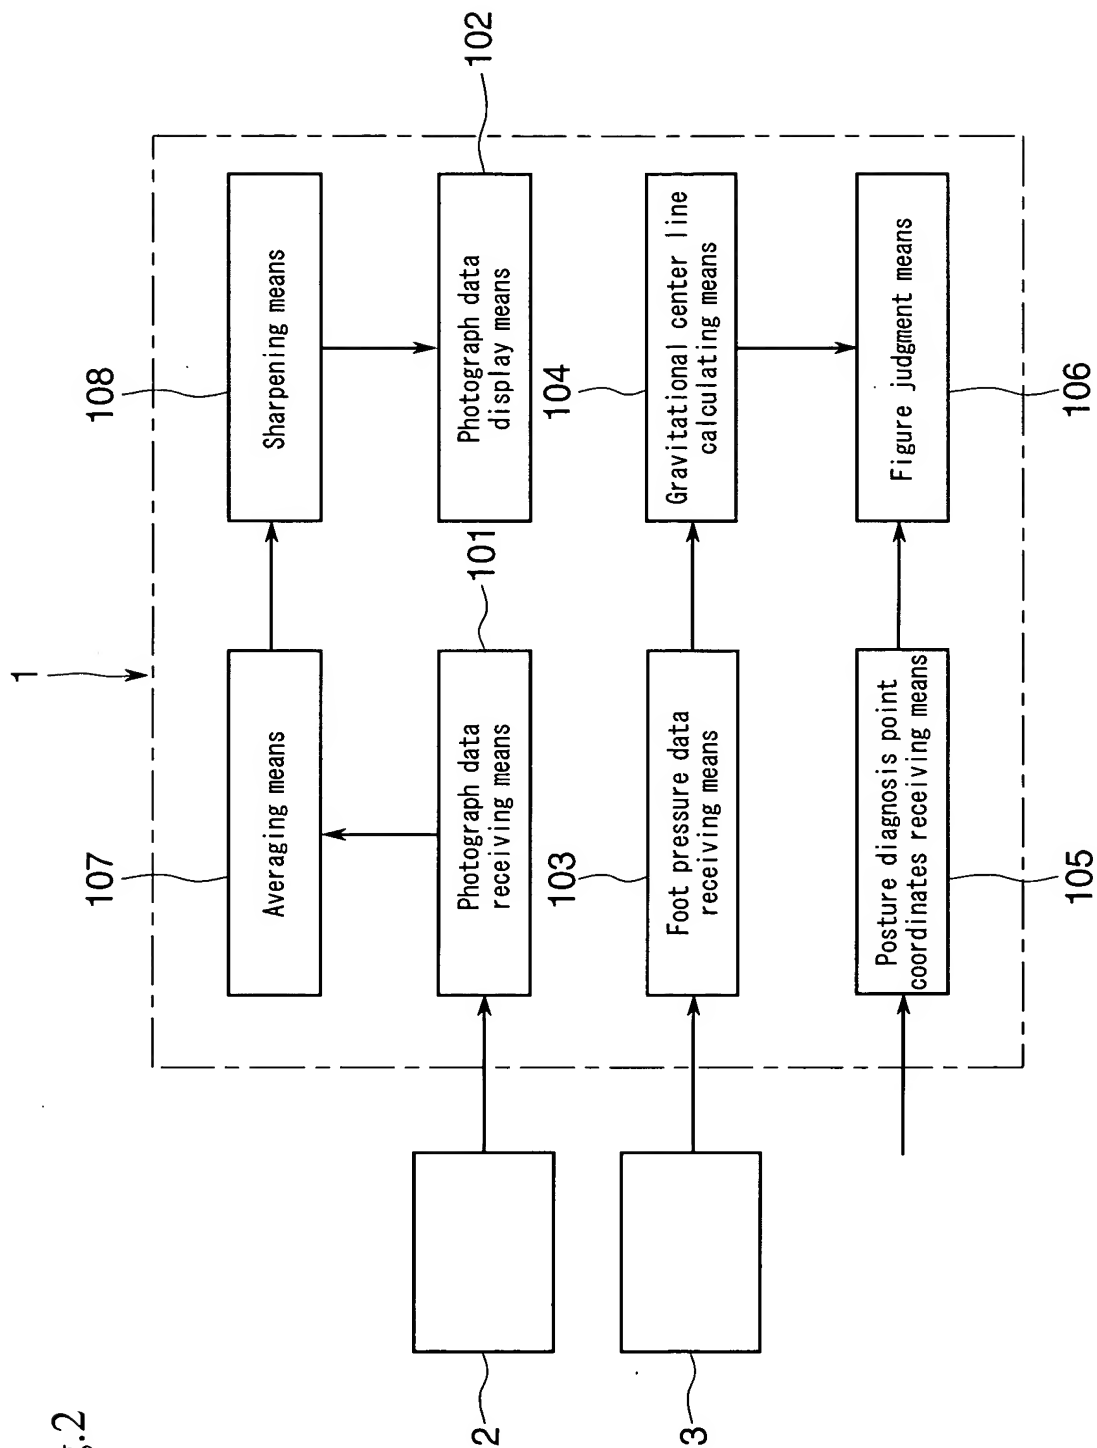 1
g.2
107
108
Averaging means
Sharpening means
2
Photograph data
receiving means
101
Photograph data
display means
102
103
104
Foot pressure data
receiving means
Gravitational center line
calculating means
3
Posture diagnosis point
coordinates receiving means
Figure judgment means
105
106